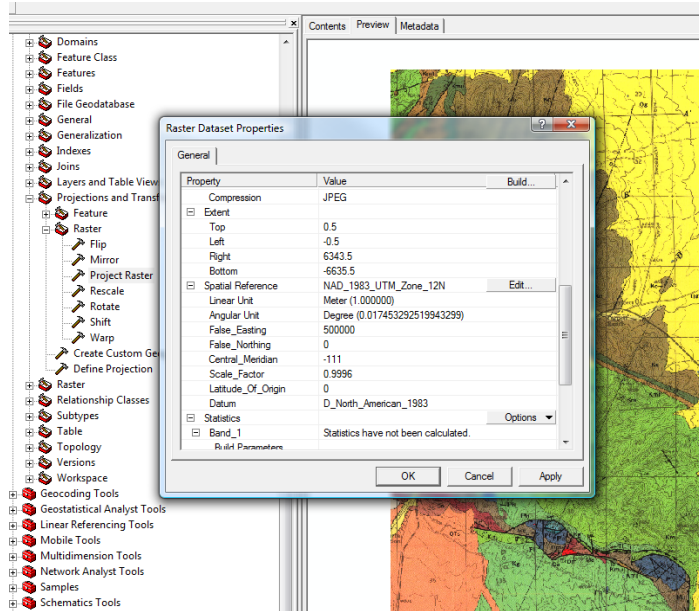 Domains
Feature Class
Features
Fields
File Geodatabase
General
Generalization
Indexes
Joins
Layers and Table View
Projections and Transf
Feature
Raster
Flip
Mirror
Project Raster
Rescale
Rotate
Shift
Warp
Create Custom Geo
Define Projection
Raster
Relationship Classes
Subtypes
Table
Topology
Versions
Workspace
Geocoding Tools
Geostatistical Analyst Tools
Linear Referencing Tools
Mobile Tools
Multidimension Tools
Network Analyst Tools
Samples
Schematics Tools
Contents Preview Metadata
Raster Dataset Properties
General
Property Value Build...
Compression JPEG
Extent
Top 0.5
Left -0.5
Right 6343.5
Bottom -6635.5
Spatial Reference NAD_1983_UTM_Zone_12N Edit...
Linear Unit Meter (1.000000)
Angular Unit Degree (0.017453292519943299)
False_Easting 500000
False_Northing 0
Central_Meridian -111
Scale_Factor 0.9996
Latitude_Of_Origin 0
Datum D_North_American_1983
Statistics Options
Band_1 Statistics have not been calculated.
Build Parameters
OK Cancel Apply